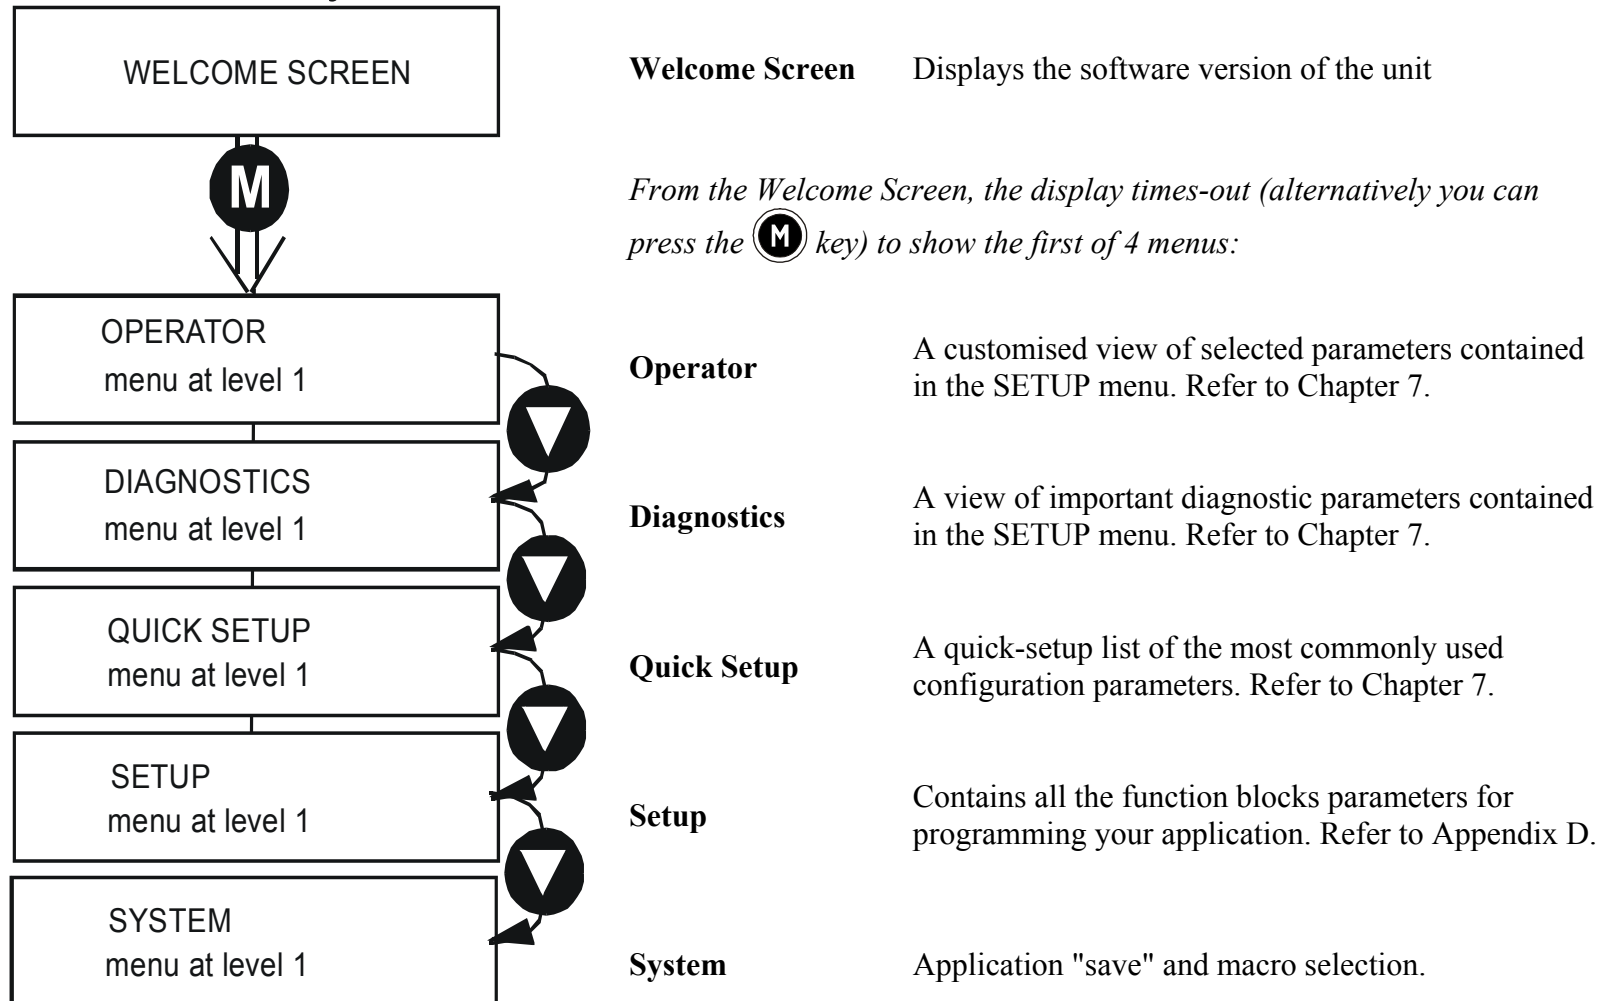 WELCOME SCREEN
Welcome Screen Displays the software version of the unit
M
From the Welcome Screen, the display times-out (alternatively you can
press the M key) to show the first of 4 menus:
OPERATOR
menu at level 1
Operator
A customised view of selected parameters contained
in the SETUP menu. Refer to Chapter 7.
DIAGNOSTICS
menu at level 1
Diagnostics
A view of important diagnostic parameters contained
in the SETUP menu. Refer to Chapter 7.
QUICK SETUP
menu at level 1
Quick Setup
A quick-setup list of the most commonly used
configuration parameters. Refer to Chapter 7.
SETUP
menu at level 1
Setup
Contains all the function blocks parameters for
programming your application. Refer to Appendix D.
SYSTEM
menu at level 1
System Application "save" and macro selection.